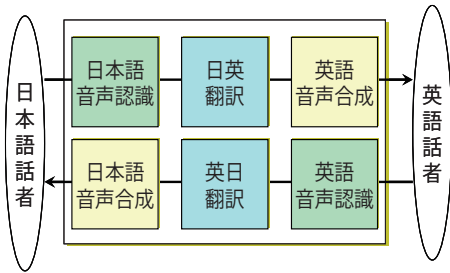 日本語話者
日本語
音声認識
日英
翻訳
英語
音声合成
日本語
音声合成
英日
翻訳
英語
音声認識
英語話者